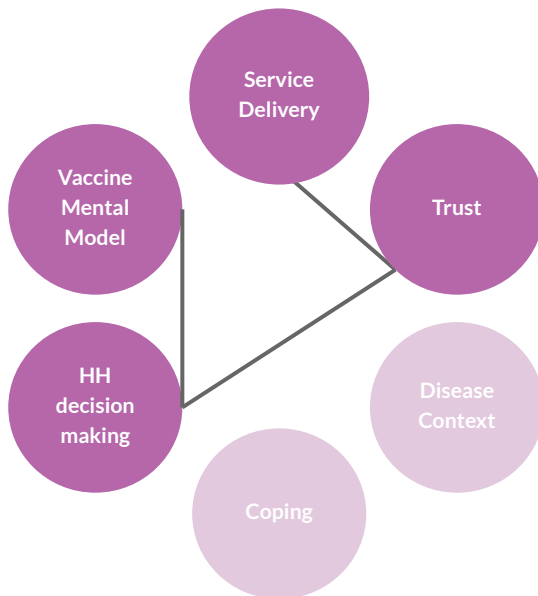 Service
Delivery
Vaccine
Mental
Model
Trust
HH
decision
making
Disease
Context
Coping